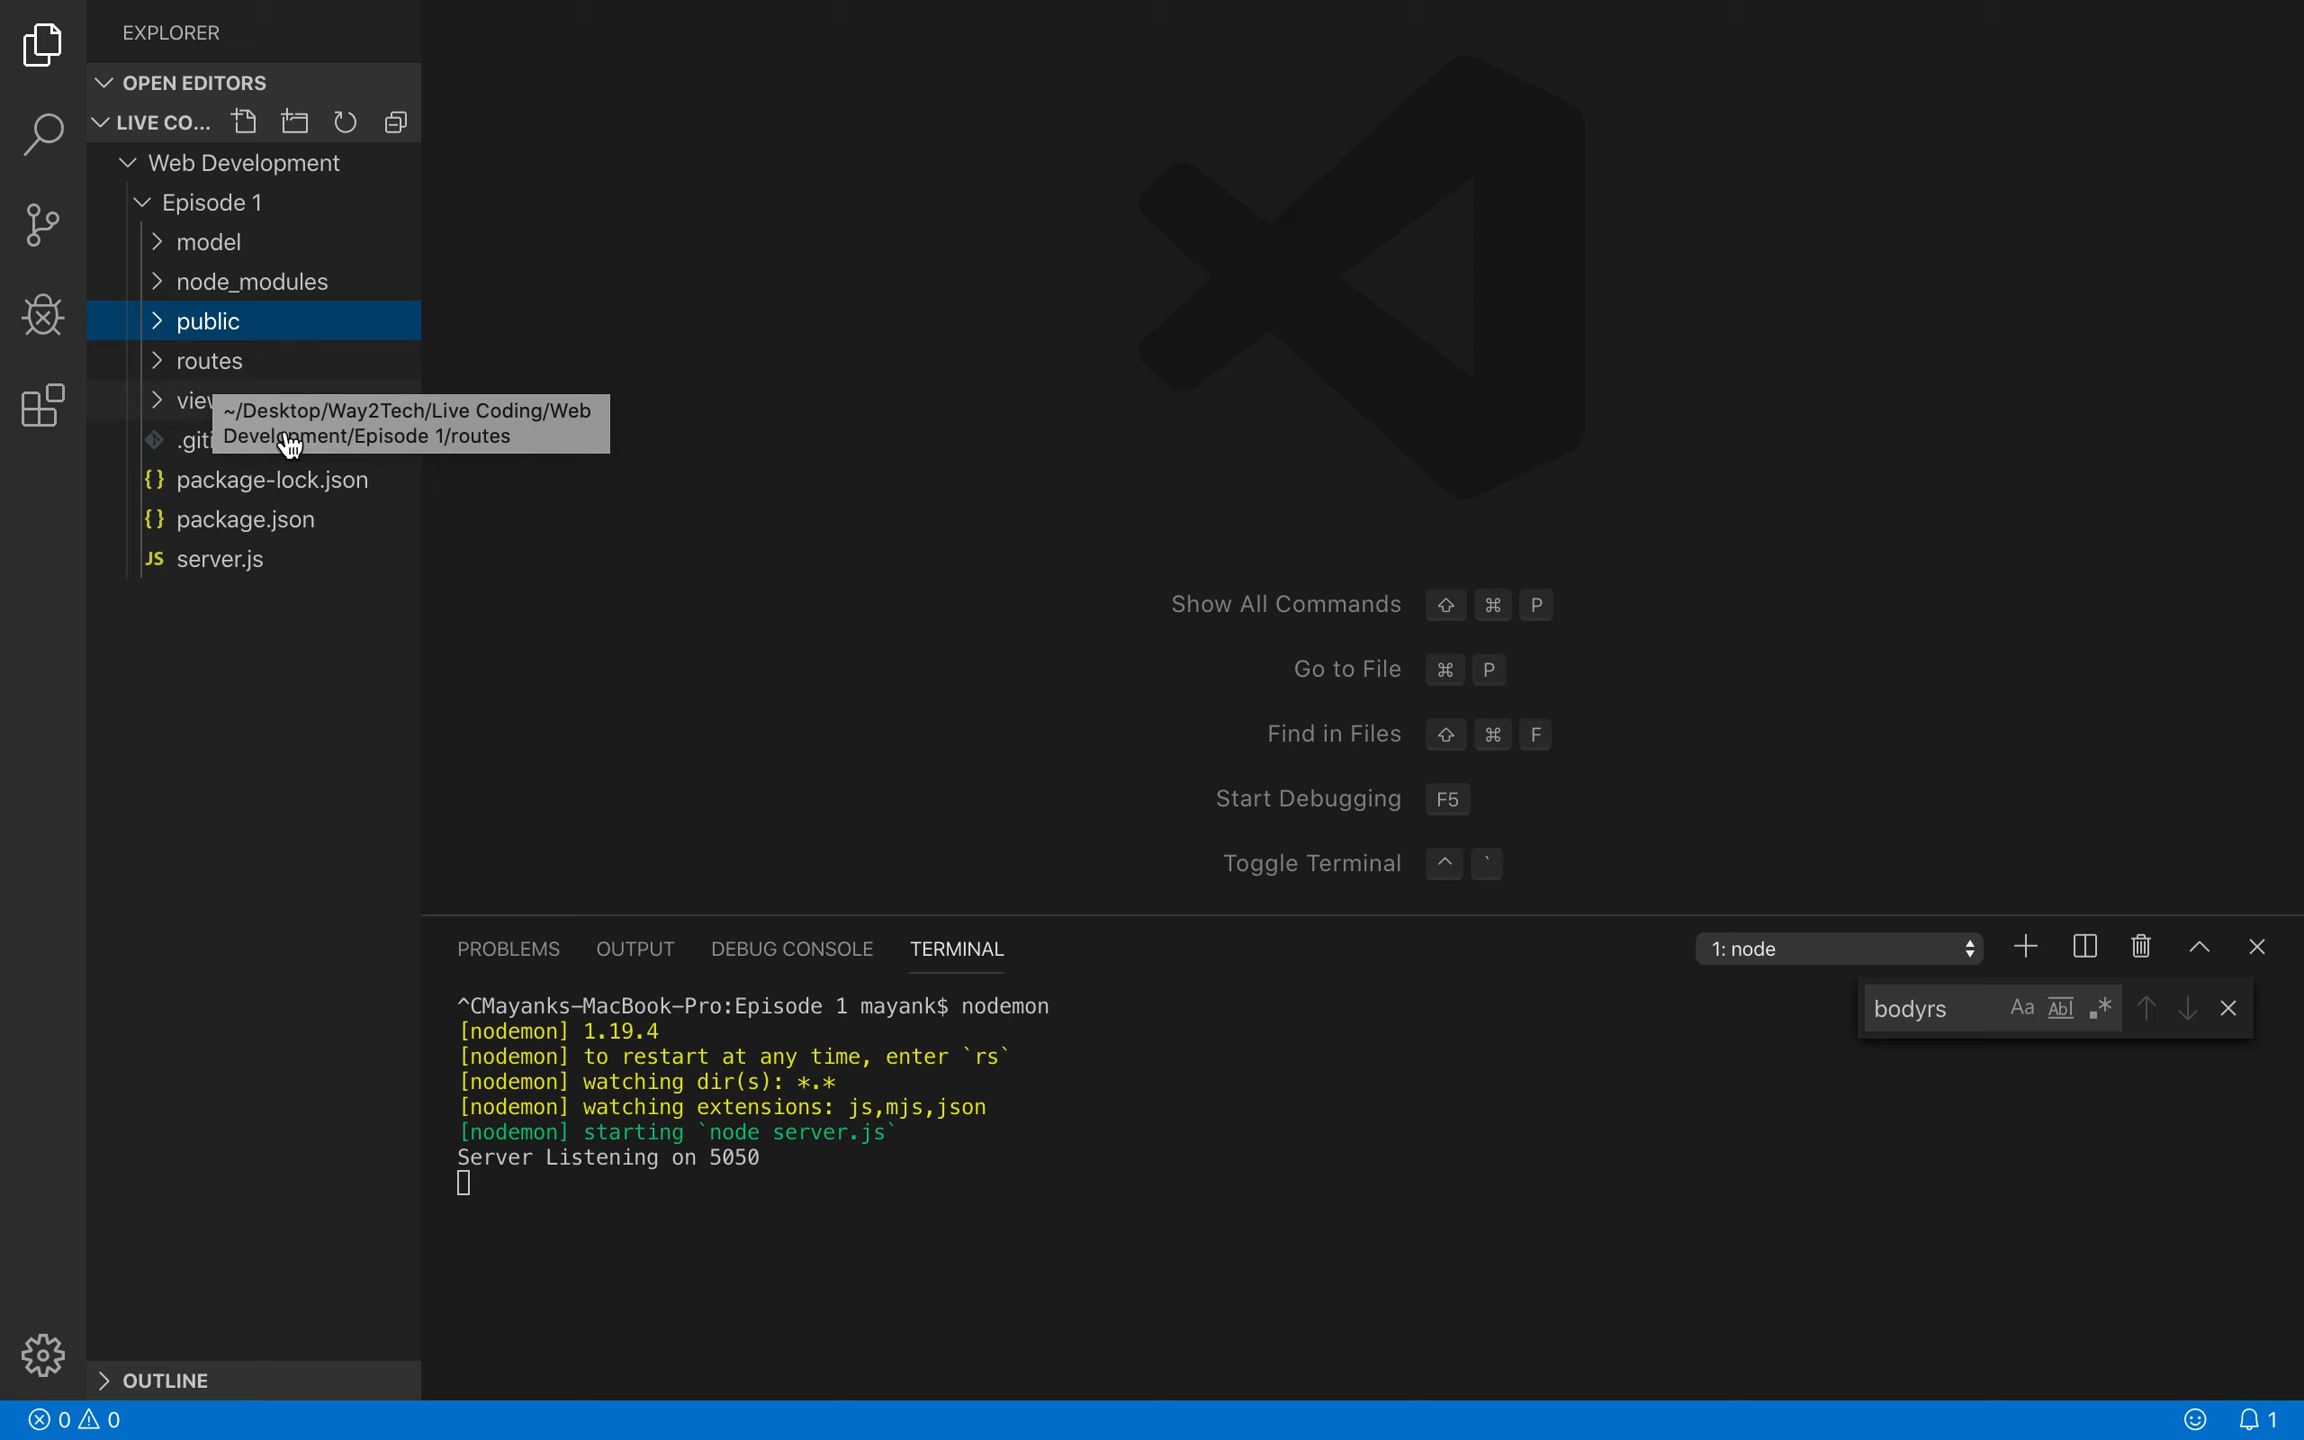 EXPLORER
OPEN EDITORS
LIVE CO...
Web Development
Episode 1
model
node_modules
public
routes
~/Desktop/Way2Tech/Live Coding/Web
Development/Episode 1/routes
package-lock.json
package.json
JS server.js
OUTLINE
Show All Commands ⇧ ⌘ P
Go to File ⌘ P
Find in Files ⇧ ⌘ F
Start Debugging F5
Toggle Terminal ^ `
PROBLEMS OUTPUT DEBUG CONSOLE TERMINAL 1: node
bodyrs Aa Abl .*
^CMayanks-MacBook-Pro:Episode 1 mayank$ nodemon
[nodemon] 1.19.4
[nodemon] to restart at any time, enter `rs`
[nodemon] watching dir(s): *.*
[nodemon] watching extensions: js,mjs,json
[nodemon] starting `node server.js`
Server Listening on 5050
0 0 1